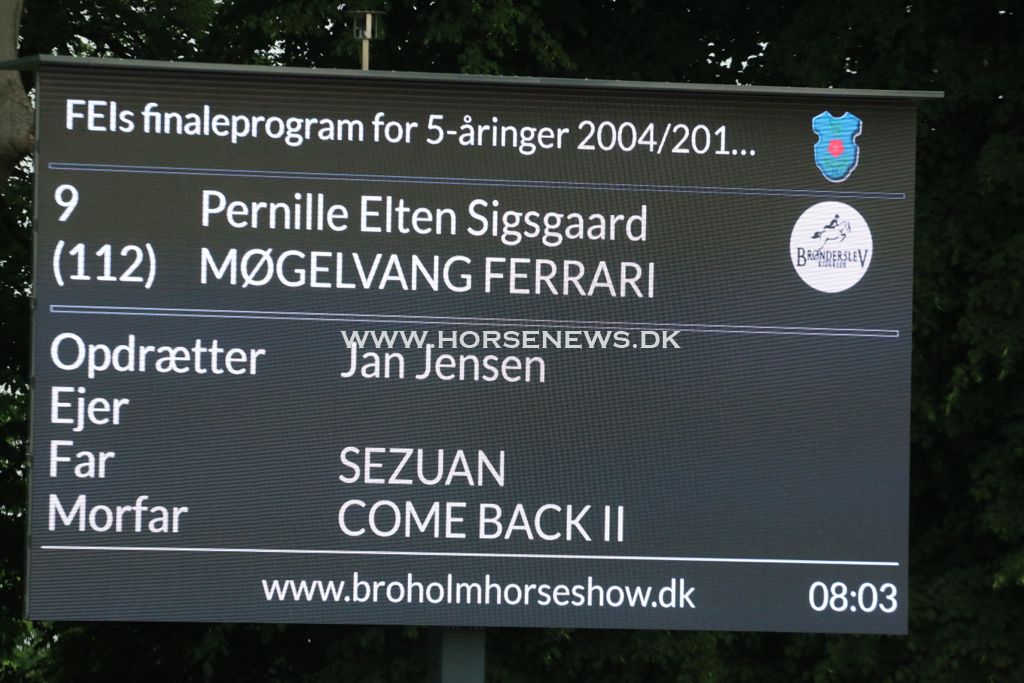 FEIs finaleprogram for 5-åringer 2004/201...
9 Pernille Elten Sigsgaard
(112) MØGELVANG FERRARI
BRØNDERSLEV
RIDEKLUB
WWW.HORSENEWS.DK
Opdrætter Jan Jensen
Ejer
Far SEZUAN
Morfar COME BACK II
www.broholmhorseshow.dk 08:03